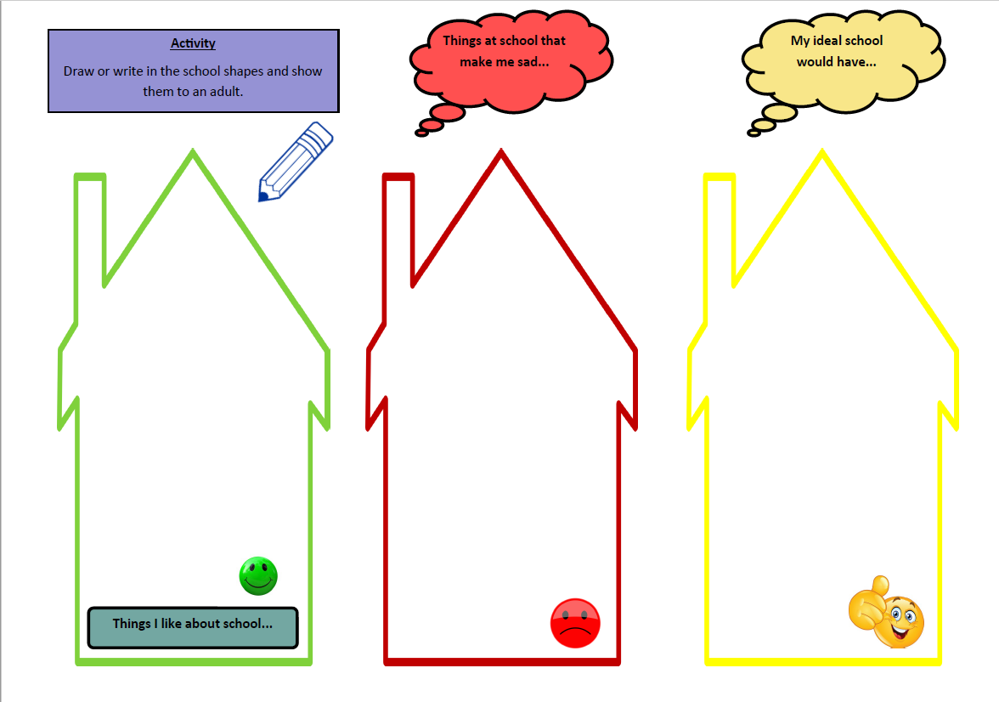 Activity
Draw or write in the school shapes and show
them to an adult.
Things at school that
make me sad...
My ideal school
would have...
Things I like about school...